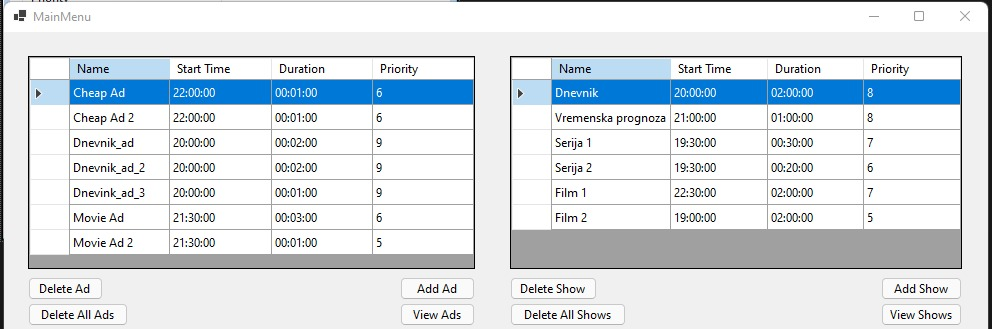 Priority
MainMenu
Name Start Time Duration Priority
Cheap Ad 22:00:00 00:01:00 6
Cheap Ad 2 22:00:00 00:01:00 6
Dnevnik_ad 20:00:00 00:02:00 9
Dnevnik_ad_2 20:00:00 00:02:00 9
Dnevink_ad_3 20:00:00 00:01:00 9
Movie Ad 21:30:00 00:03:00 6
Movie Ad 2 21:30:00 00:01:00 5
Delete Ad Add Ad
Delete All Ads View Ads
Name Start Time Duration Priority
Dnevnik 20:00:00 02:00:00 8
Vremenska prognoza 21:00:00 01:00:00 8
Serija 1 19:30:00 00:30:00 7
Serija 2 19:30:00 00:20:00 6
Film 1 22:30:00 02:00:00 7
Film 2 19:00:00 02:00:00 5
Delete Show Add Show
Delete All Shows View Shows